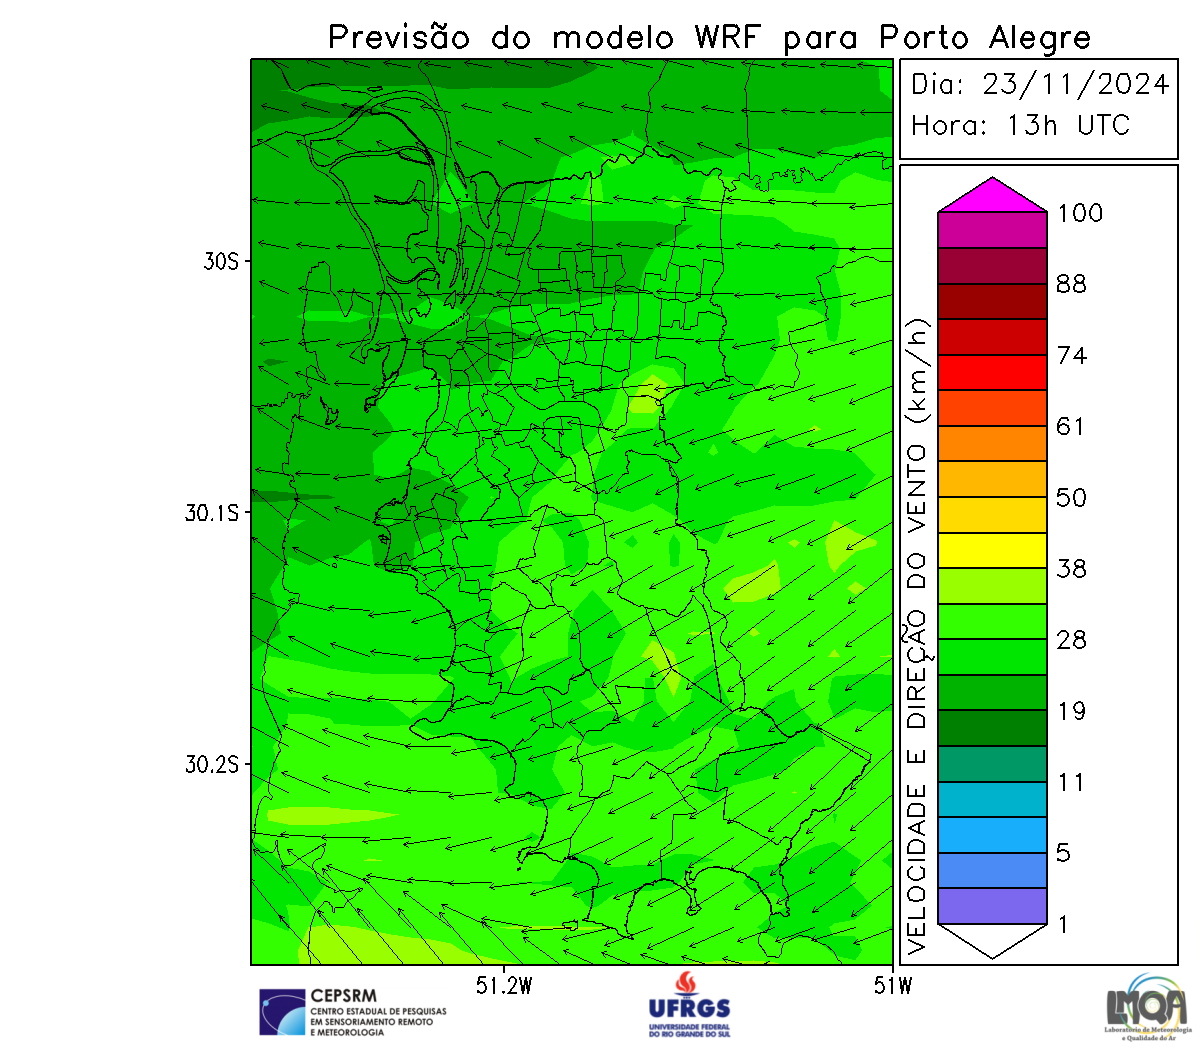 Previsão do modelo WRF para Porto Alegre
Dia: 23/11/2024
Hora: 13h UTC
30S
30.1S
30.2S
51.2W
51W
VELOCIDADE E DIREÇÃO DO VENTO (km/h)
100
88
74
61
50
38
28
19
11
5
1
CEPSRM
CENTRO ESTADUAL DE PESQUISAS
EM SENSORIAMENTO REMOTO
E METEOROLOGIA
UFRGS
UNIVERSIDADE FEDERAL
DO RIO GRANDE DO SUL
LMQA
Laboratório de Meteorologia
e Qualidade do Ar